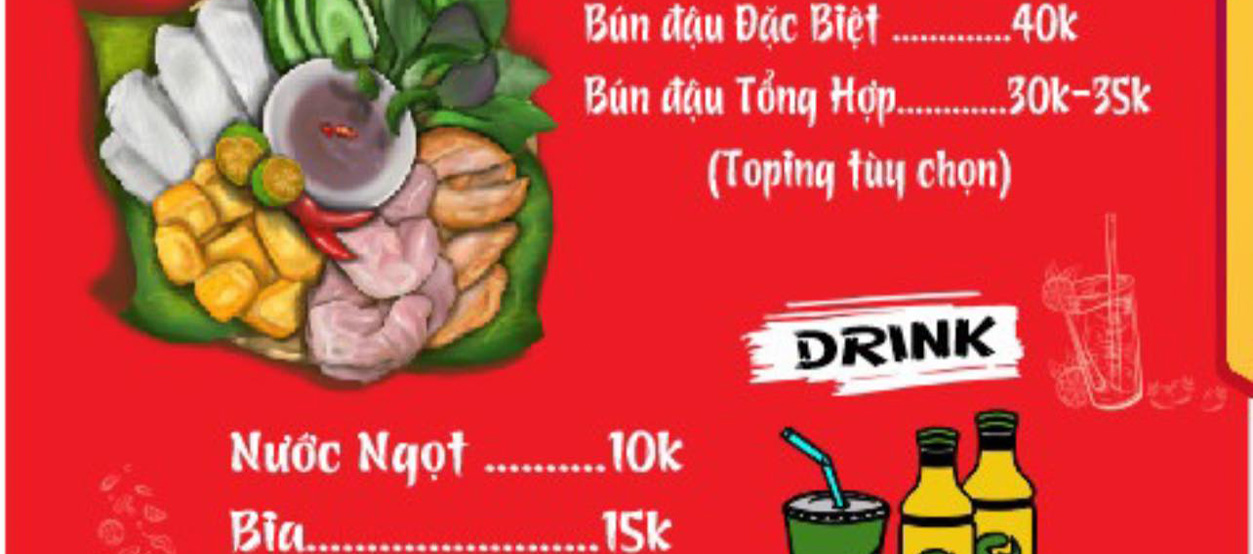 Bún đậu Đặc Biệt .............40k
Bún đậu Tổng Hợp............30k-35k
(Toping tùy chọn)
DRINK
Nước Ngọt ..........10k
Bia........................15k